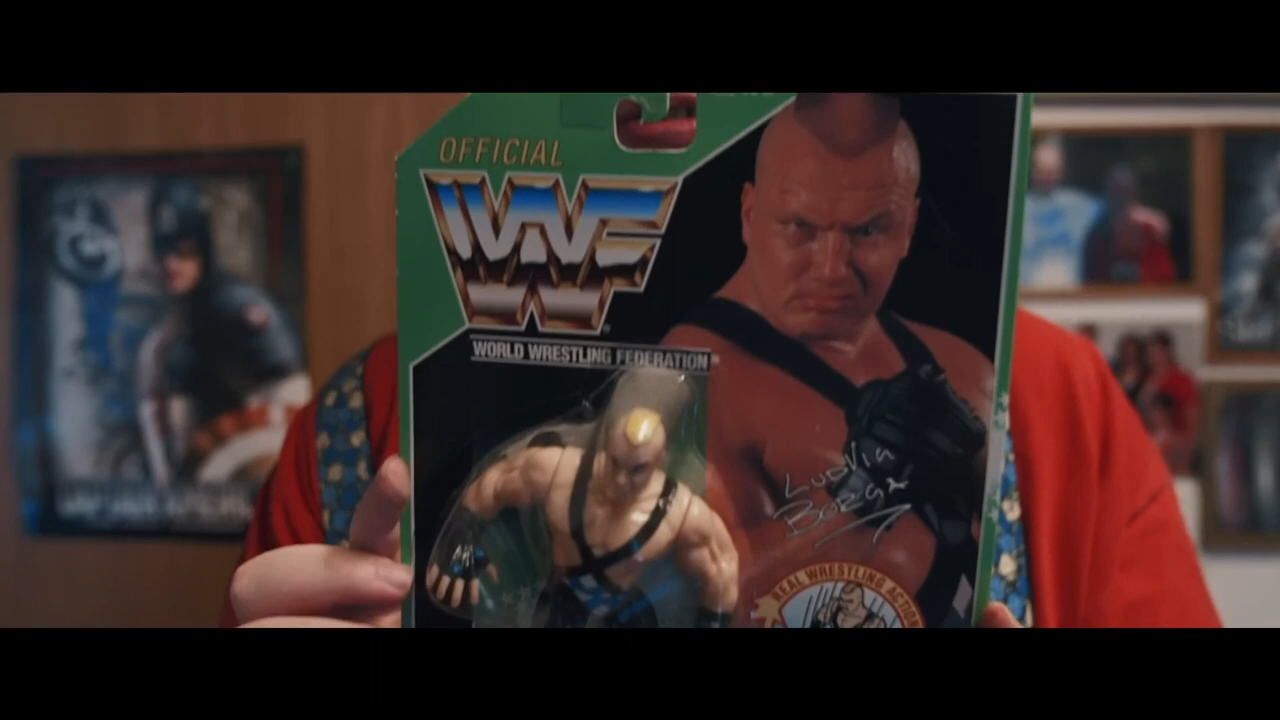 OFFICIAL
WWF
WORLD WRESTLING FEDERATION
LUDVIG
BORGA
REAL WRESTLING ACTION